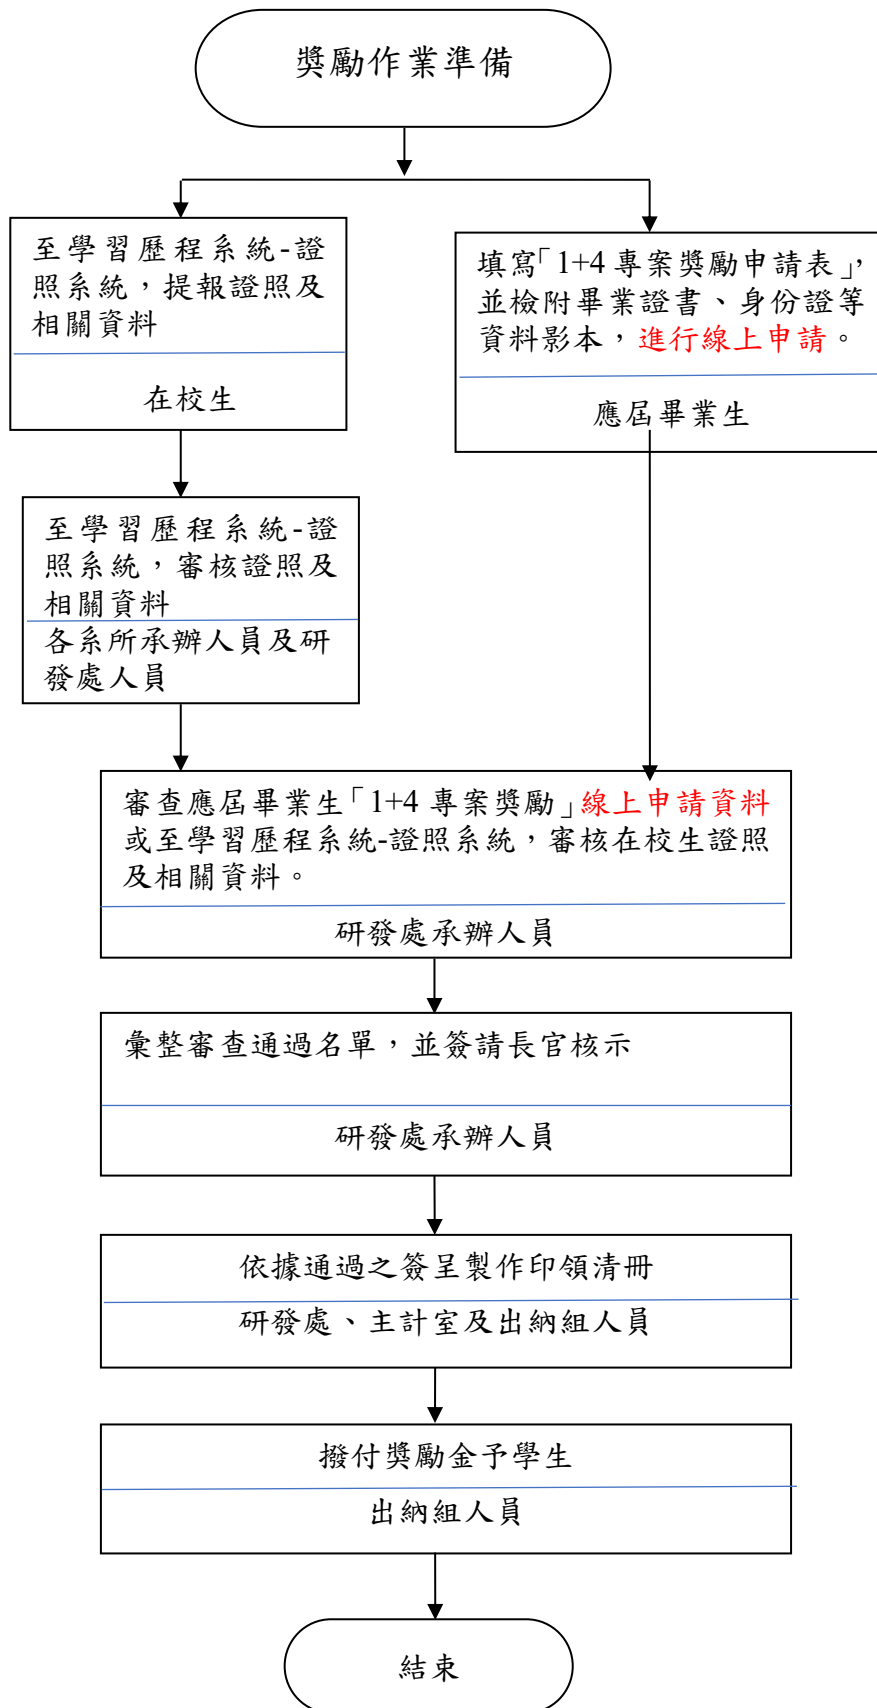 獎勵作業準備
至學習歷程系統-證
照系統，提報證照及
相關資料
在校生
填寫「1+4 專案獎勵申請表」，
並檢附畢業證書、身份證等
資料影本，進行線上申請。
應屆畢業生
至學習歷程系統-證
照系統，審核證照及
相關資料
各系所承辦人員及研
發處人員
審查應屆畢業生「1+4 專案獎勵」線上申請資料
或至學習歷程系統-證照系統，審核在校生證照
及相關資料。
研發處承辦人員
彙整審查通過名單，並簽請長官核示
研發處承辦人員
依據通過之簽呈製作印領清冊
研發處、主計室及出納組人員
撥付獎勵金予學生
出納組人員
結束